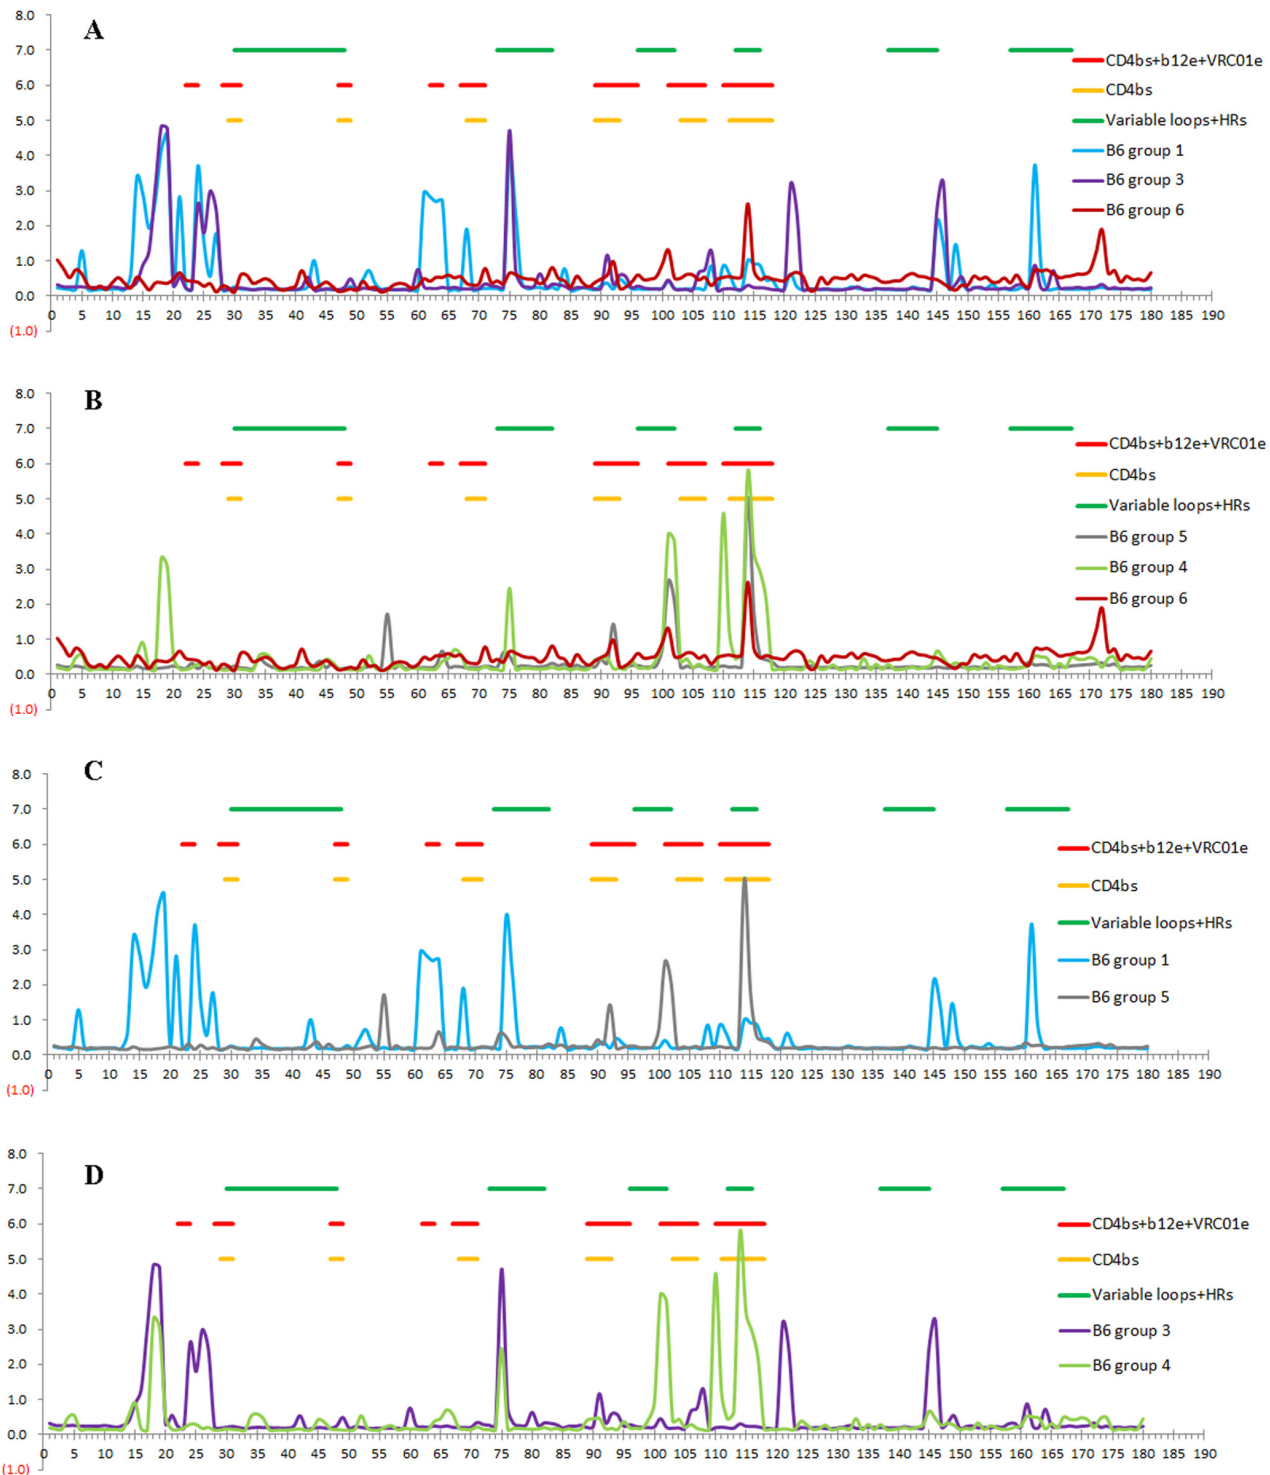 A
8.0
7.0
6.0
5.0
4.0
3.0
2.0
1.0
0.0
(1.0)
0 5 10 15 20 25 30 35 40 45 50 55 60 65 70 75 80 85 90 95 100 105 110 115 120 125 130 135 140 145 150 155 160 165 170 175 180 185 190
CD4bs+b12e+VRC01e
CD4bs
Variable loops+HRs
B6 group 1
B6 group 3
B6 group 6
B
8.0
7.0
6.0
5.0
4.0
3.0
2.0
1.0
0.0
(1.0)
0 5 10 15 20 25 30 35 40 45 50 55 60 65 70 75 80 85 90 95 100 105 110 115 120 125 130 135 140 145 150 155 160 165 170 175 180 185 190
CD4bs+b12e+VRC01e
CD4bs
Variable loops+HRs
B6 group 5
B6 group 4
B6 group 6
C
8.0
7.0
6.0
5.0
4.0
3.0
2.0
1.0
0.0
(1.0)
0 5 10 15 20 25 30 35 40 45 50 55 60 65 70 75 80 85 90 95 100 105 110 115 120 125 130 135 140 145 150 155 160 165 170 175 180 185 190
CD4bs+b12e+VRC01e
CD4bs
Variable loops+HRs
B6 group 1
B6 group 5
D
8.0
7.0
6.0
5.0
4.0
3.0
2.0
1.0
0.0
(1.0)
0 5 10 15 20 25 30 35 40 45 50 55 60 65 70 75 80 85 90 95 100 105 110 115 120 125 130 135 140 145 150 155 160 165 170 175 180 185 190
CD4bs+b12e+VRC01e
CD4bs
Variable loops+HRs
B6 group 3
B6 group 4